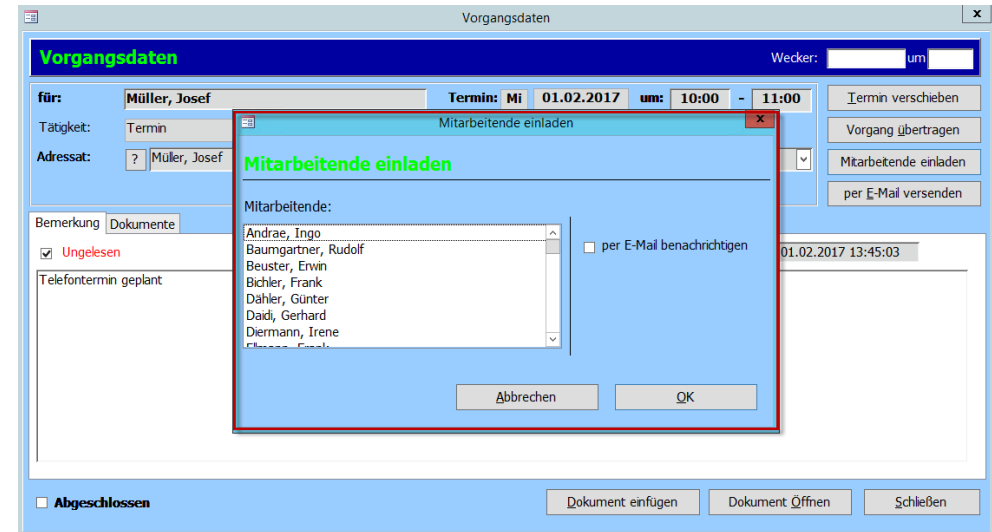 Vorgangsdaten
x
Vorgangsdaten
Wecker: um
für: Müller, Josef Termin: Mi 01.02.2017 um: 10:00 - 11:00
Termin verschieben
Tätigkeit: Termin
Vorgang übertragen
Adressat: ? Müller, Josef
Mitarbeitende einladen
per E-Mail versenden
Mitarbeitende einladen
x
Mitarbeitende einladen
Mitarbeitende:
Andrae, Ingo
Baumgartner, Rudolf
Beuster, Erwin
Bichler, Frank
Dähler, Günter
Daidi, Gerhard
Diermann, Irene
per E-Mail benachrichtigen
Abbrechen
OK
Bemerkung Dokumente
Ungelesen
01.02.2017 13:45:03
Telefontermin geplant
Abgeschlossen
Dokument einfügen
Dokument Öffnen
Schließen